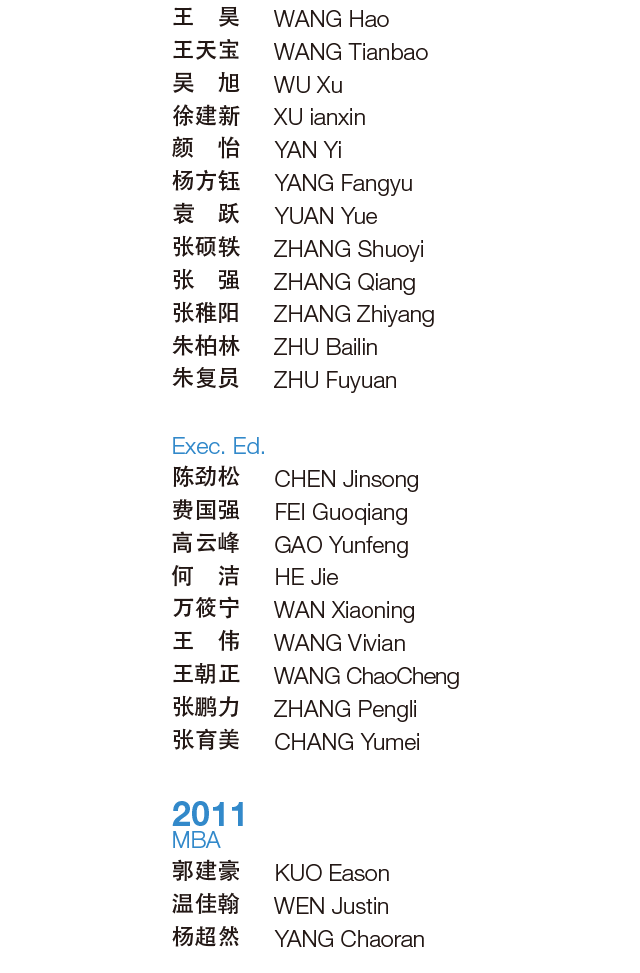 王　昊 WANG Hao
王天宝 WANG Tianbao
吴　旭 WU Xu
徐建新 XU ianxin
颜　怡 YAN Yi
杨方钰 YANG Fangyu
袁　跃 YUAN Yue
张硕轶 ZHANG Shuoyi
张　强 ZHANG Qiang
张稚阳 ZHANG Zhiyang
朱柏林 ZHU Bailin
朱复员 ZHU Fuyuan
Exec. Ed.
陈劲松 CHEN Jinsong
费国强 FEI Guoqiang
高云峰 GAO Yunfeng
何　洁 HE Jie
万筱宁 WAN Xiaoning
王　伟 WANG Vivian
王朝正 WANG ChaoCheng
张鹏力 ZHANG Pengli
张育美 CHANG Yumei
2011
MBA
郭建豪 KUO Eason
温佳翰 WEN Justin
杨超然 YANG Chaoran